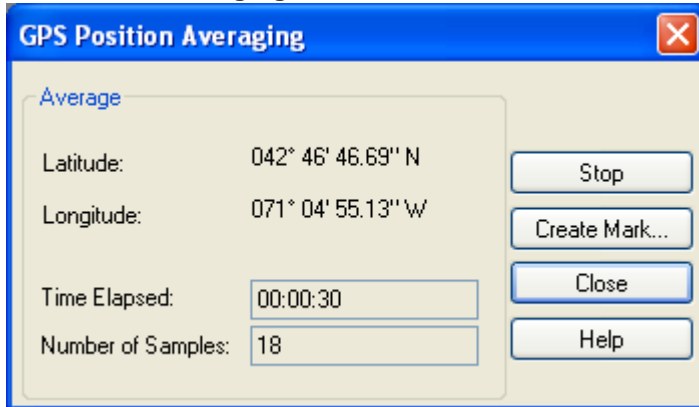 GPS Position Averaging
Average
Latitude: 042° 46' 46.69" N
Longitude: 071° 04' 55.13" W
Time Elapsed: 00:00:30
Number of Samples: 18
Stop
Create Mark...
Close
Help